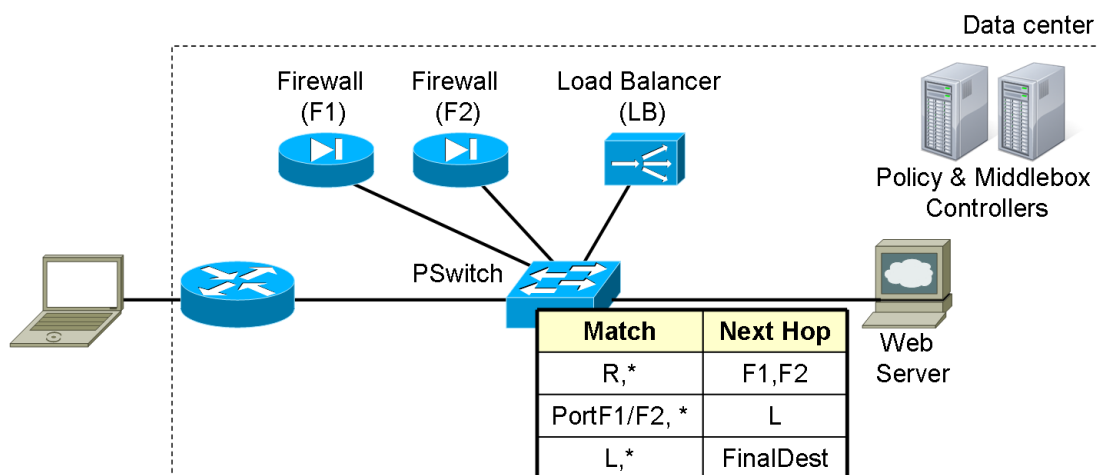 Data center
Firewall
(F1)
Firewall
(F2)
Load Balancer
(LB)
Policy & Middlebox
Controllers
PSwitch
Web
Server
Match Next Hop
R,* F1,F2
PortF1/F2, * L
L,* FinalDest